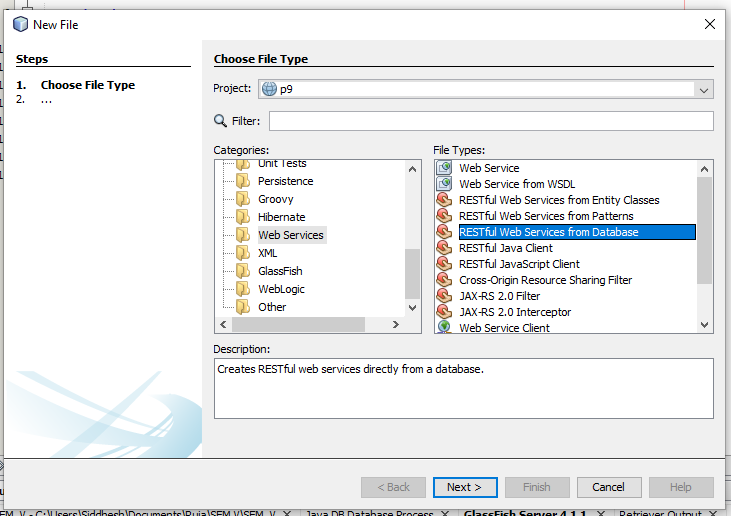 New File
Steps
1. Choose File Type
2. ...
Choose File Type
Project: p9
Filter:
Categories:
Unit Tests
Persistence
Groovy
Hibernate
Web Services
XML
GlassFish
WebLogic
Other
File Types:
Web Service
Web Service from WSDL
RESTful Web Services from Entity Classes
RESTful Web Services from Patterns
RESTful Web Services from Database
RESTful Java Client
RESTful JavaScript Client
Cross-Origin Resource Sharing Filter
JAX-RS 2.0 Filter
JAX-RS 2.0 Interceptor
Web Service Client
Description:
Creates RESTful web services directly from a database.
< Back Next > Finish Cancel Help
C:\Users\Siddhesh\Documents\Puja\SEM V\SEM_V Java DB Database Process GlassFish Server 4.1.1 Retriever Output